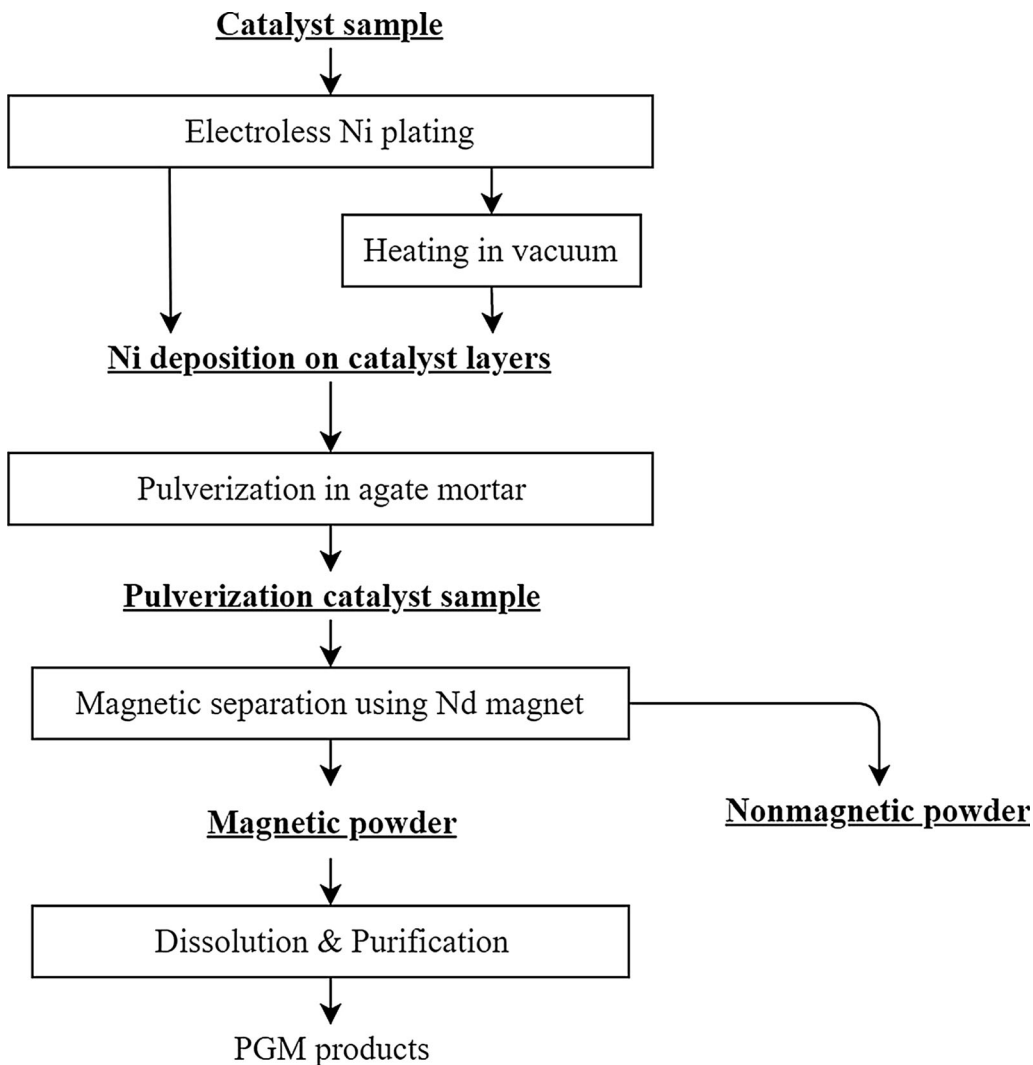 Catalyst sample
Electroless Ni plating
Heating in vacuum
Ni deposition on catalyst layers
Pulverization in agate mortar
Pulverization catalyst sample
Magnetic separation using Nd magnet
Magnetic powder
Nonmagnetic powder
Dissolution & Purification
PGM products